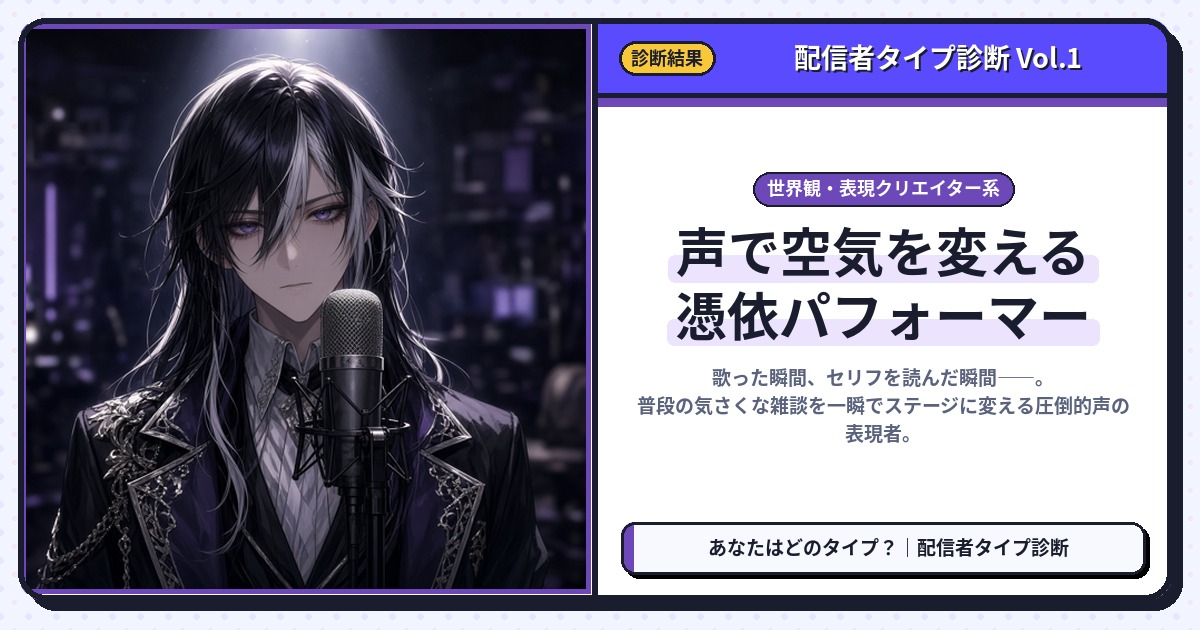 診断結果
配信者タイプ診断 Vol.1
世界観・表現クリエイター系
声で空気を変える
憑依パフォーマー
歌った瞬間、セリフを読んだ瞬間――。
普段の気さくな雑談を一瞬でステージに変える圧倒的声の
表現者。
あなたはどのタイプ？｜配信者タイプ診断